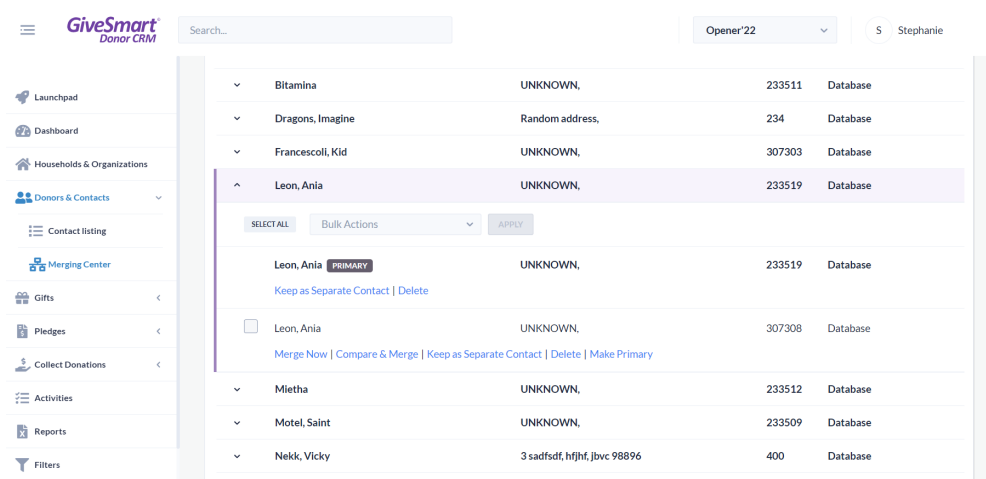 GiveSmart
Donor CRM
Search...
Opener'22
S Stephanie
Launchpad
Dashboard
Households & Organizations
Donors & Contacts
Contact listing
Merging Center
Gifts
Pledges
Collect Donations
Activities
Reports
Filters
Bitamina UNKNOWN, 233511 Database
Dragons, Imagine Random address, 234 Database
Francescoli, Kid UNKNOWN, 307303 Database
Leon, Ania UNKNOWN, 233519 Database
SELECT ALL Bulk Actions APPLY
Leon, Ania PRIMARY UNKNOWN, 233519 Database
Keep as Separate Contact | Delete
Leon, Ania UNKNOWN, 307308 Database
Merge Now | Compare & Merge | Keep as Separate Contact | Delete | Make Primary
Mietha UNKNOWN, 233512 Database
Motel, Saint UNKNOWN, 233509 Database
Nekk, Vicky 3 sadfsdf, hfjhf, jbvc 98896 400 Database